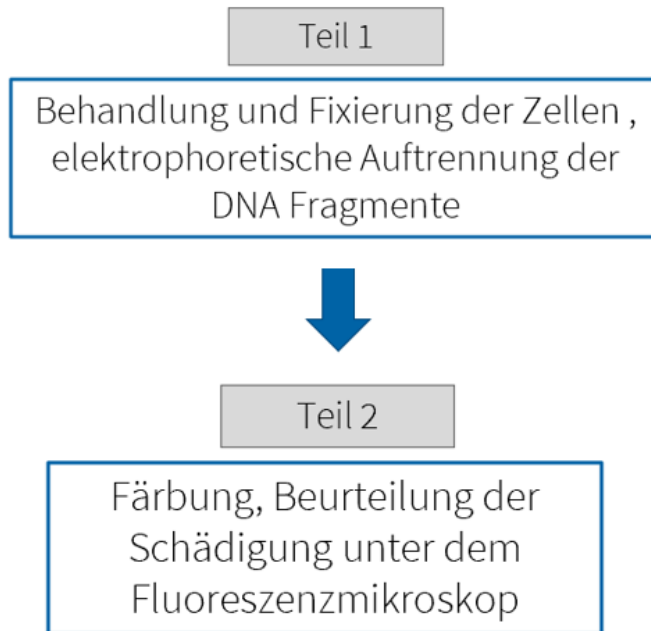 Teil 1
Behandlung und Fixierung der Zellen ,
elektrophoretische Auftrennung der
DNA Fragmente
Teil 2
Färbung, Beurteilung der
Schädigung unter dem
Fluoreszenzmikroskop